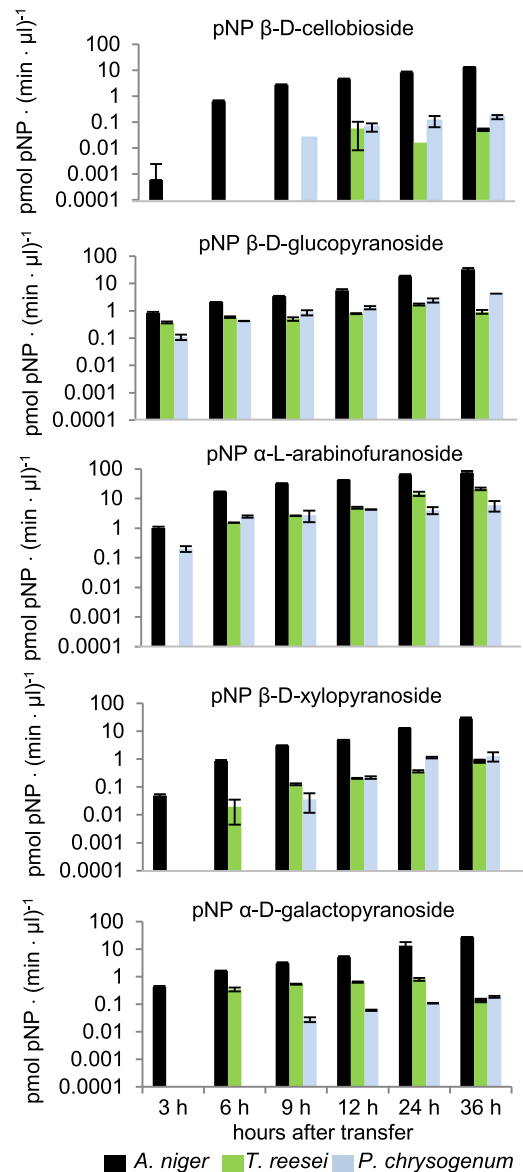 pNP β-D-cellobioside
pmol pNP · (min · µl)⁻¹
100
10
1
0.1
0.01
0.001
0.0001
pNP β-D-glucopyranoside
pmol pNP · (min · µl)⁻¹
100
10
1
0.1
0.01
0.001
0.0001
pNP α-L-arabinofuranoside
pmol pNP · (min · µl)⁻¹
100
10
1
0.1
0.01
0.001
0.0001
pNP β-D-xylopyranoside
pmol pNP · (min · µl)⁻¹
100
10
1
0.1
0.01
0.001
0.0001
pNP α-D-galactopyranoside
pmol pNP · (min · µl)⁻¹
100
10
1
0.1
0.01
0.001
0.0001
3 h 6 h 9 h 12 h 24 h 36 h
hours after transfer
A. niger T. reesei P. chrysogenum